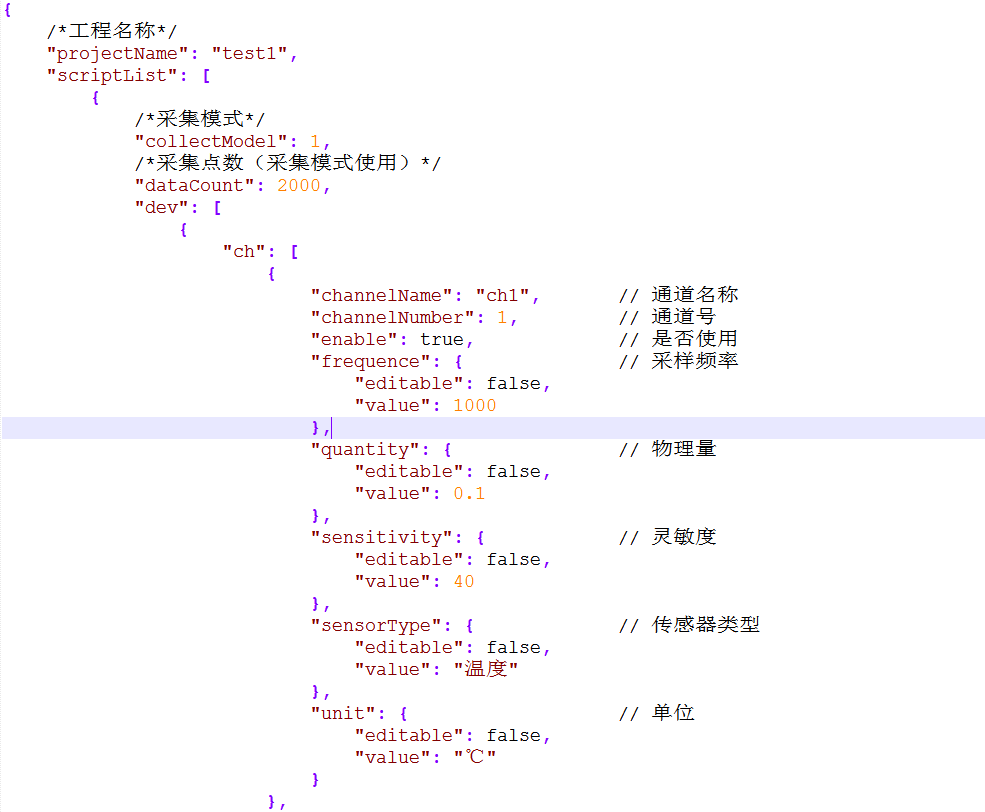 {
    /*工程名称*/
    "projectName": "test1",
    "scriptList": [
        {
            /*采集模式*/
            "collectModel": 1,
            /*采集点数（采集模式使用）*/
            "dataCount": 2000,
            "dev": [
                {
                    "ch": [
                        {
                            "channelName": "ch1",       // 通道名称
                            "channelNumber": 1,         // 通道号
                            "enable": true,             // 是否使用
                            "frequence": {              // 采样频率
                                "editable": false,
                                "value": 1000
                            },
                            "quantity": {               // 物理量
                                "editable": false,
                                "value": 0.1
                            },
                            "sensitivity": {            // 灵敏度
                                "editable": false,
                                "value": 40
                            },
                            "sensorType": {             // 传感器类型
                                "editable": false,
                                "value": "温度"
                            },
                            "unit": {                   // 单位
                                "editable": false,
                                "value": "℃"
                            }
                        },